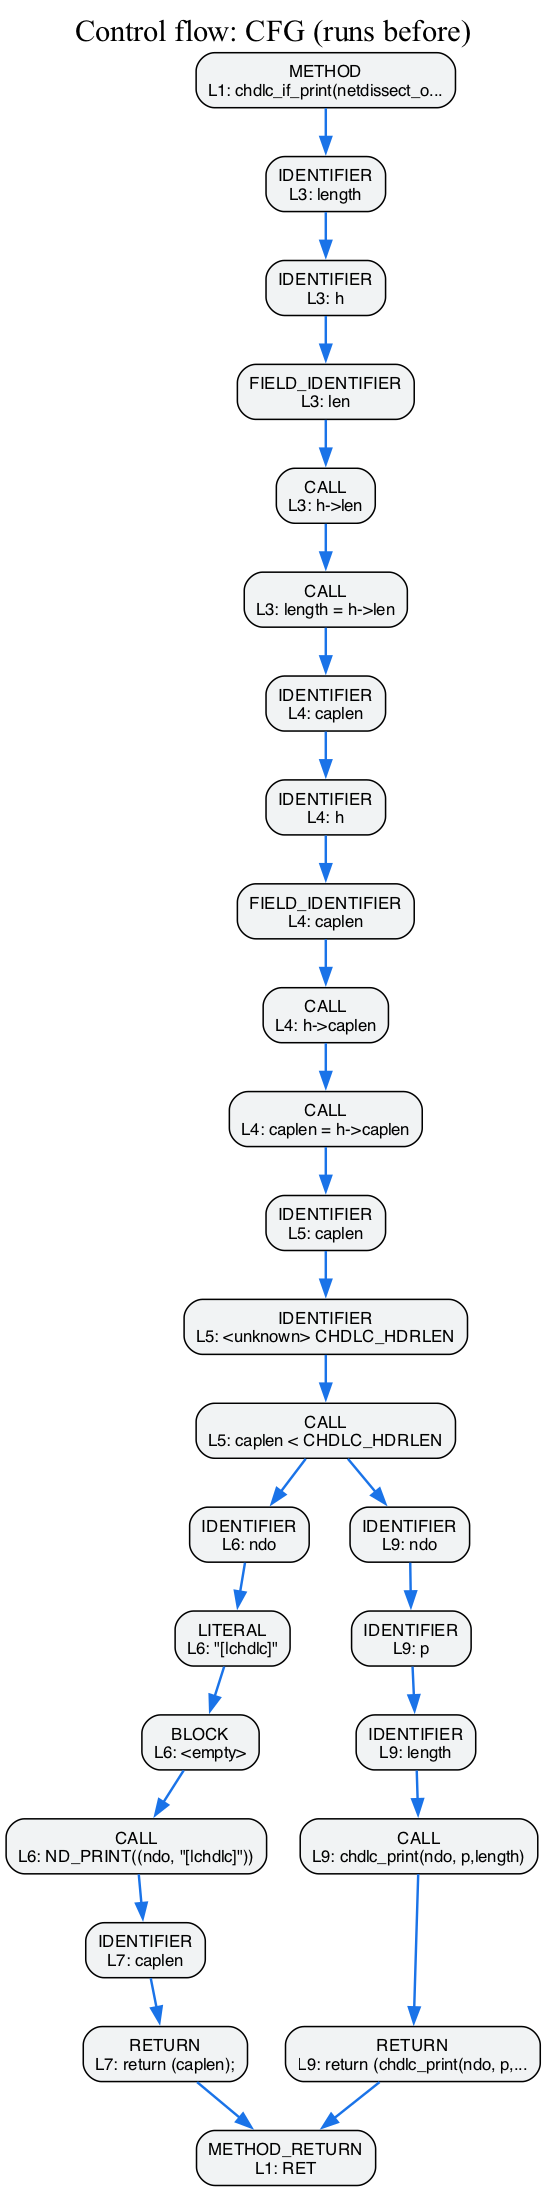 Control flow: CFG (runs before)
METHOD
L1: chdlc_if_print(netdissect_o...
IDENTIFIER
L3: length
IDENTIFIER
L3: h
FIELD_IDENTIFIER
L3: len
CALL
L3: h->len
CALL
L3: length = h->len
IDENTIFIER
L4: caplen
IDENTIFIER
L4: h
FIELD_IDENTIFIER
L4: caplen
CALL
L4: h->caplen
CALL
L4: caplen = h->caplen
IDENTIFIER
L5: caplen
IDENTIFIER
L5: <unknown> CHDLC_HDRLEN
CALL
L5: caplen < CHDLC_HDRLEN
IDENTIFIER
L6: ndo
IDENTIFIER
L9: ndo
LITERAL
L6: "[|chdlc]"
IDENTIFIER
L9: p
BLOCK
L6: <empty>
IDENTIFIER
L9: length
CALL
L6: ND_PRINT((ndo, "[|chdlc]"))
CALL
L9: chdlc_print(ndo, p,length)
IDENTIFIER
L7: caplen
RETURN
L7: return (caplen);
RETURN
L9: return (chdlc_print(ndo, p,...
METHOD_RETURN
L1: RET